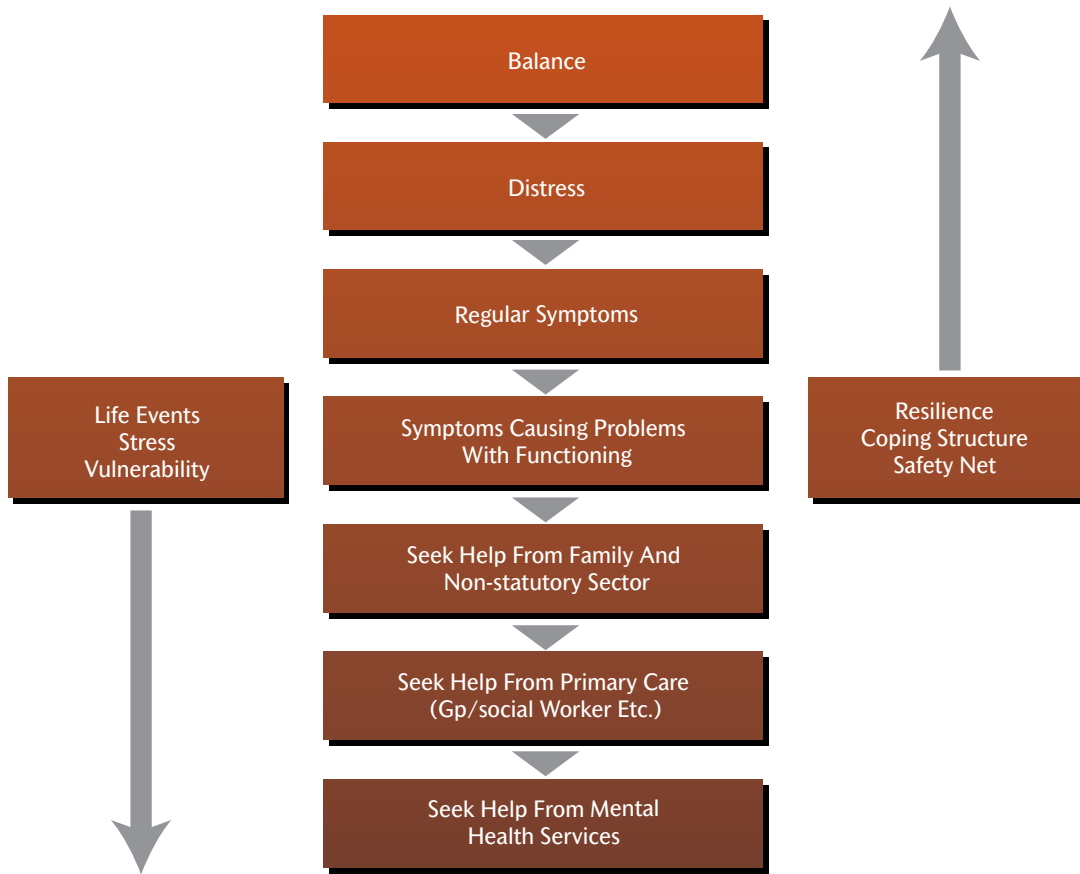 Balance
Distress
Regular Symptoms
Life Events
Stress
Vulnerability
Symptoms Causing Problems
With Functioning
Resilience
Coping Structure
Safety Net
Seek Help From Family And
Non-statutory Sector
Seek Help From Primary Care
(Gp/social Worker Etc.)
Seek Help From Mental
Health Services